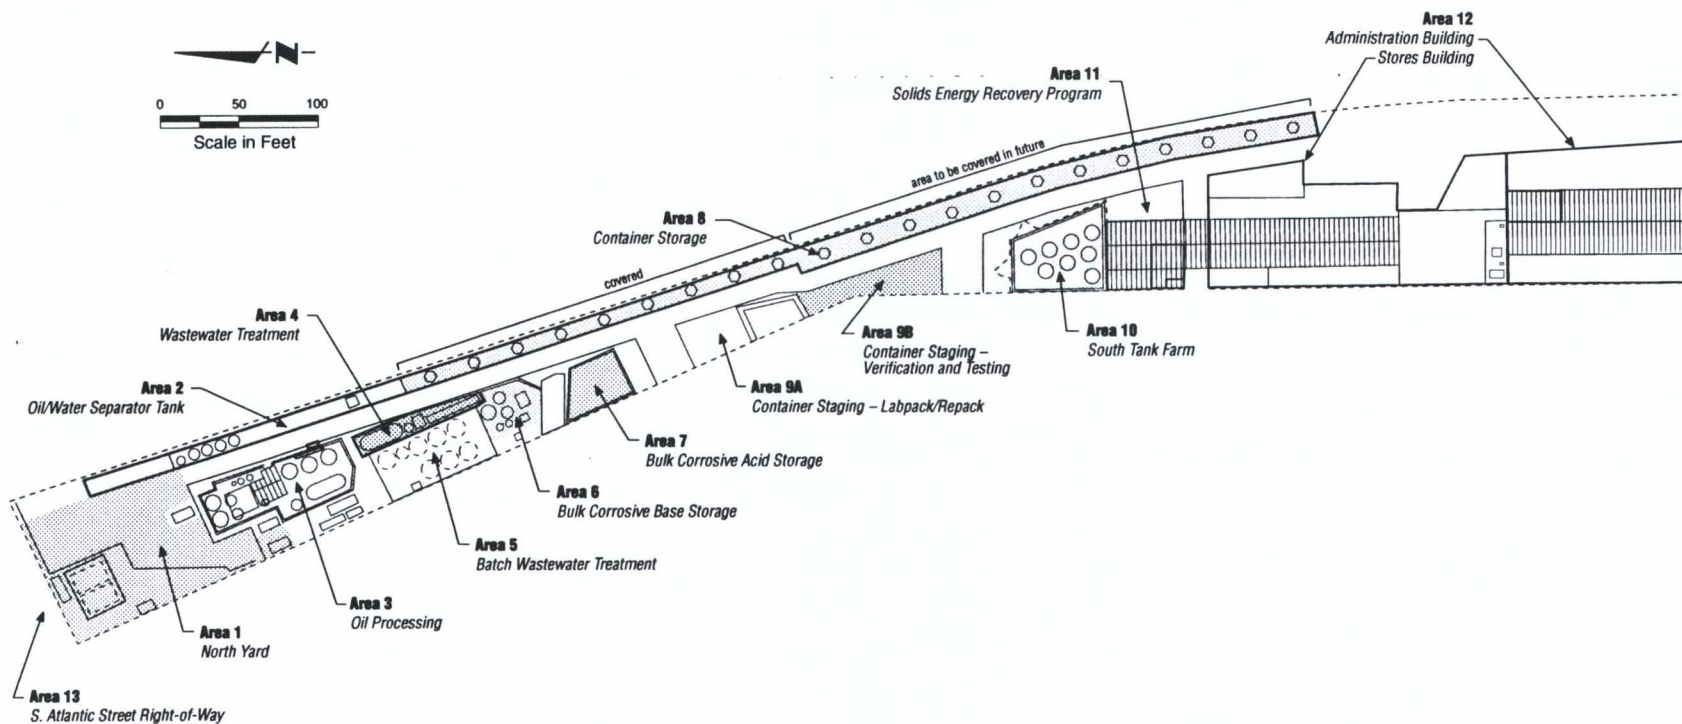 Area 12
Administration Building
Stores Building
N
Area 11
Solids Energy Recovery Program
0 50 100
Scale in Feet
area to be covered in future
Area 8
Container Storage
covered
Area 4
Wastewater Treatment
Area 10
South Tank Farm
Area 9B
Container Staging –
Verification and Testing
Area 2
Oil/Water Separator Tank
Area 9A
Container Staging – Labpack/Repack
Area 7
Bulk Corrosive Acid Storage
Area 6
Bulk Corrosive Base Storage
Area 5
Batch Wastewater Treatment
Area 3
Oil Processing
Area 1
North Yard
Area 13
S. Atlantic Street Right-of-Way